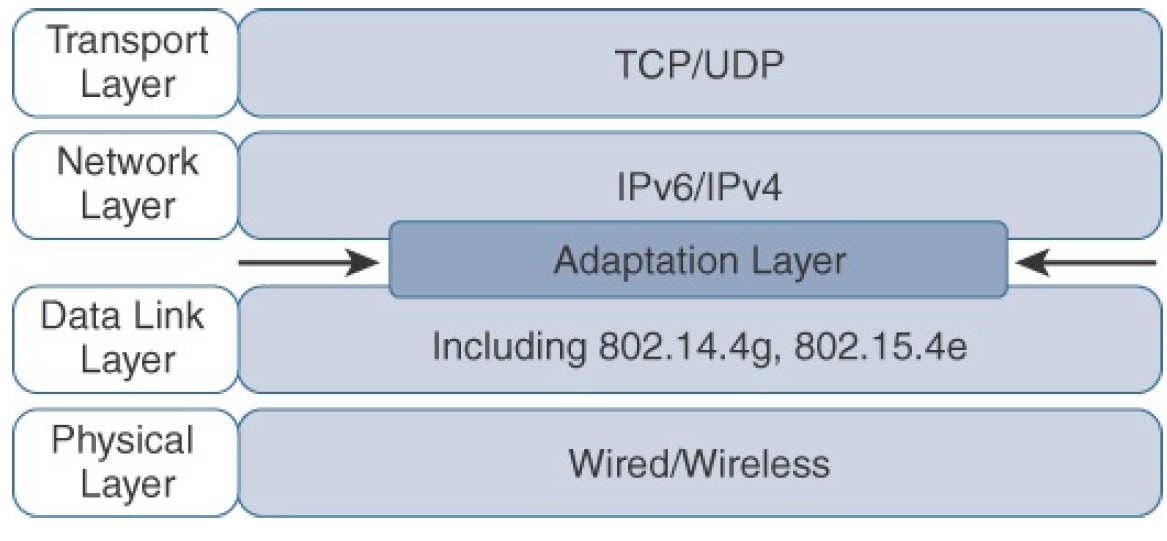 Transport
Layer
TCP/UDP
Network
Layer
IPv6/IPv4
Adaptation Layer
Data Link
Layer
Including 802.14.4g, 802.15.4e
Physical
Layer
Wired/Wireless